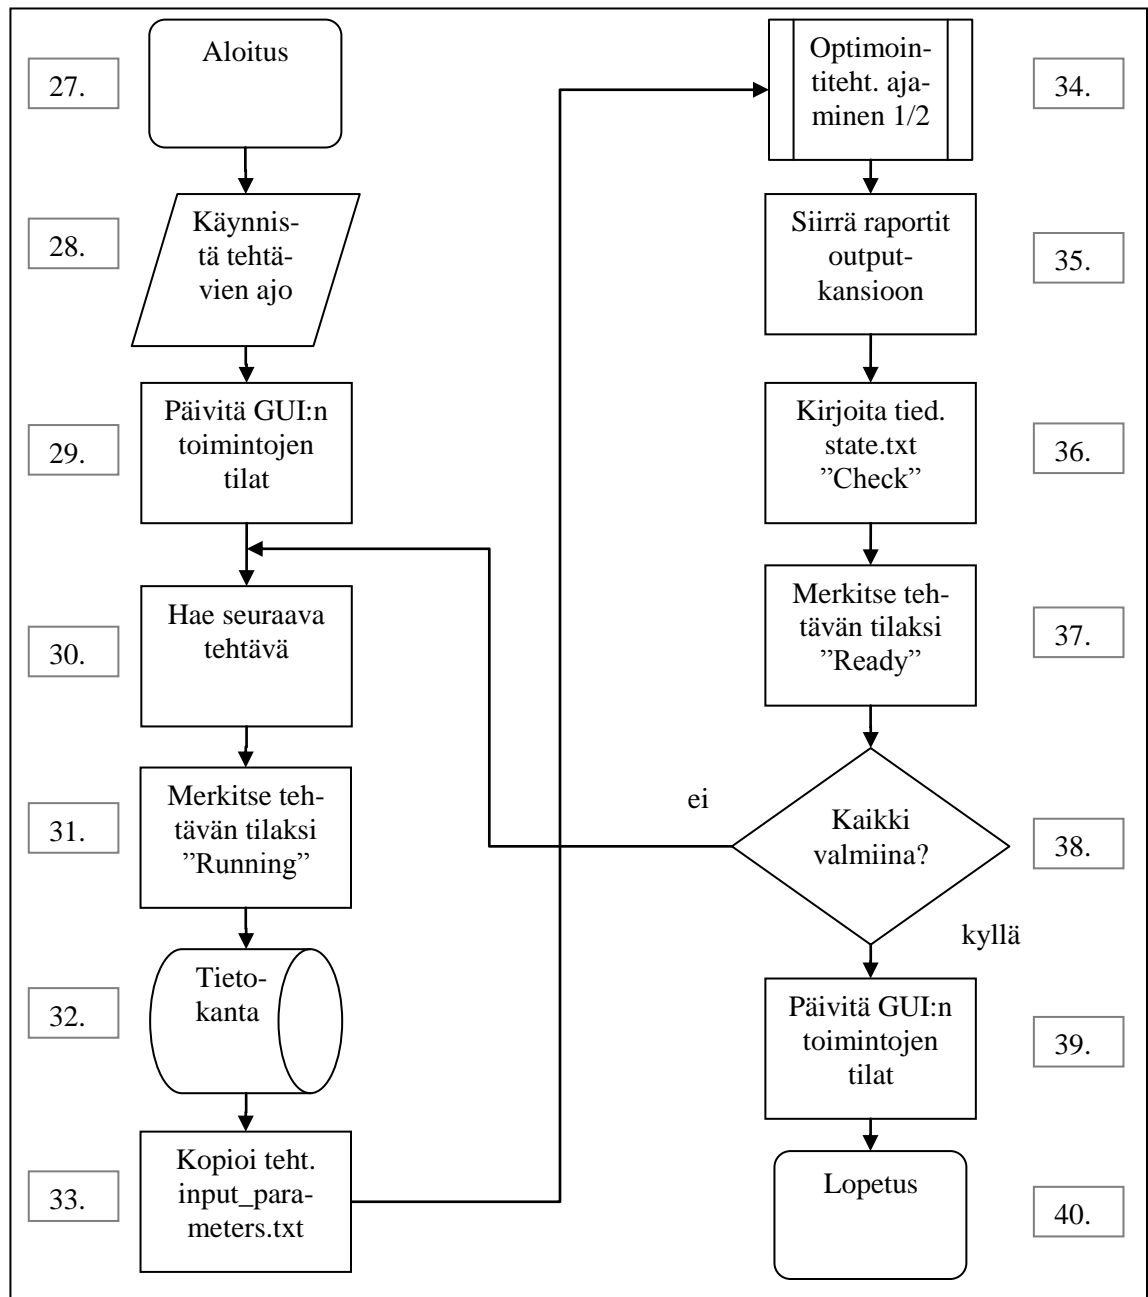 27.
Aloitus
28.
Käynnis-
tä tehtä-
vien ajo
29.
Päivitä GUI:n
toimintojen
tilat
30.
Hae seuraava
tehtävä
31.
Merkitse teh-
tävän tilaksi
”Running”
32.
Tieto-
kanta
33.
Kopioi teht.
input_para-
meters.txt
Optimoin-
titeht. aja-
minen 1/2
34.
Siirrä raportit
output-
kansioon
35.
Kirjoita tied.
state.txt
”Check”
36.
Merkitse teh-
tävän tilaksi
”Ready”
37.
ei
Kaikki
valmiina?
38.
kyllä
Päivitä GUI:n
toimintojen
tilat
39.
Lopetus
40.